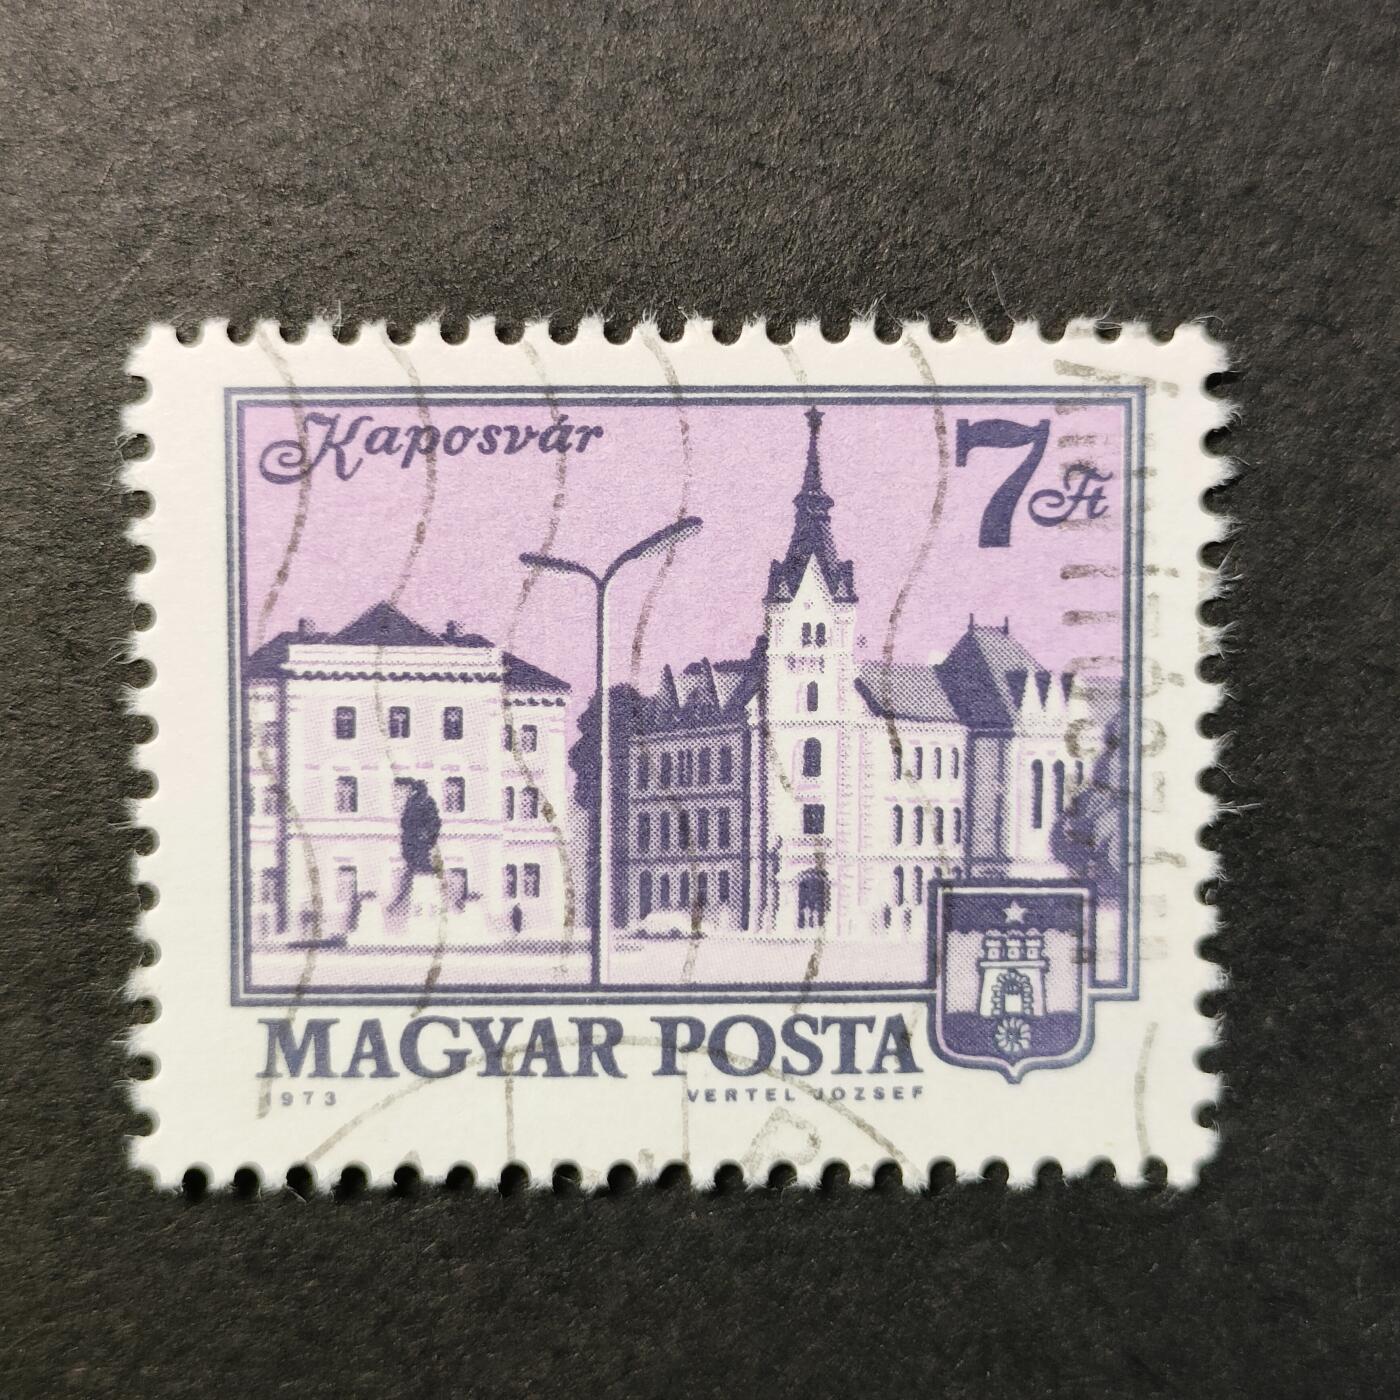 Kaposvár
7 Ft
MAGYAR POSTA
1973
VERTEL JÓZSEF